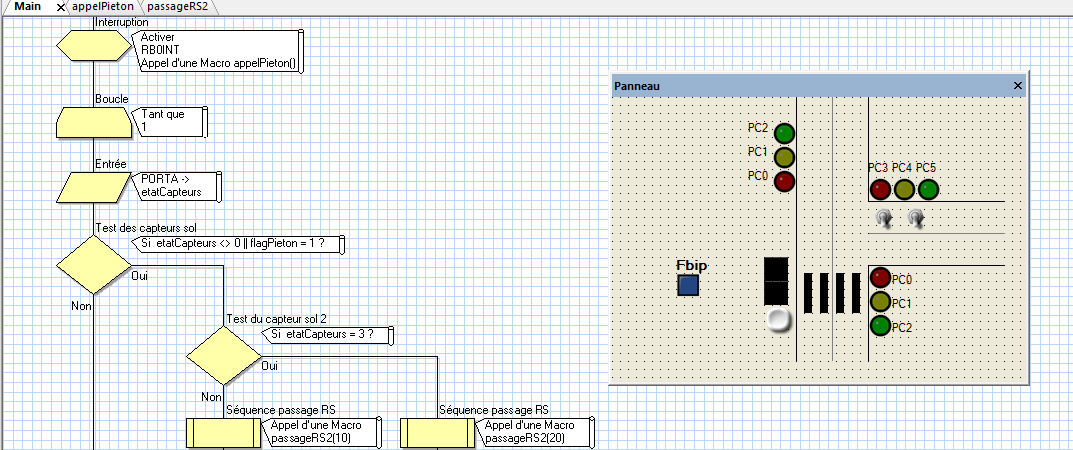 Main
appelPieton
passageRS2
Interruption
Activer
RB0INT
Appel d'une Macro appelPieton()
Boucle
Tant que
1
Entrée
PORTA ->
etatCapteurs
Test des capteurs sol
Si etatCapteurs <> 0 || flagPieton = 1 ?
Oui
Non
Test du capteur sol 2
Si etatCapteurs = 3 ?
Oui
Non
Séquence passage RS
Appel d'une Macro
passageRS2(10)
Séquence passage RS
Appel d'une Macro
passageRS2(20)
Panneau
PC2
PC1
PC0
PC3 PC4 PC5
Fbip
PC0
PC1
PC2